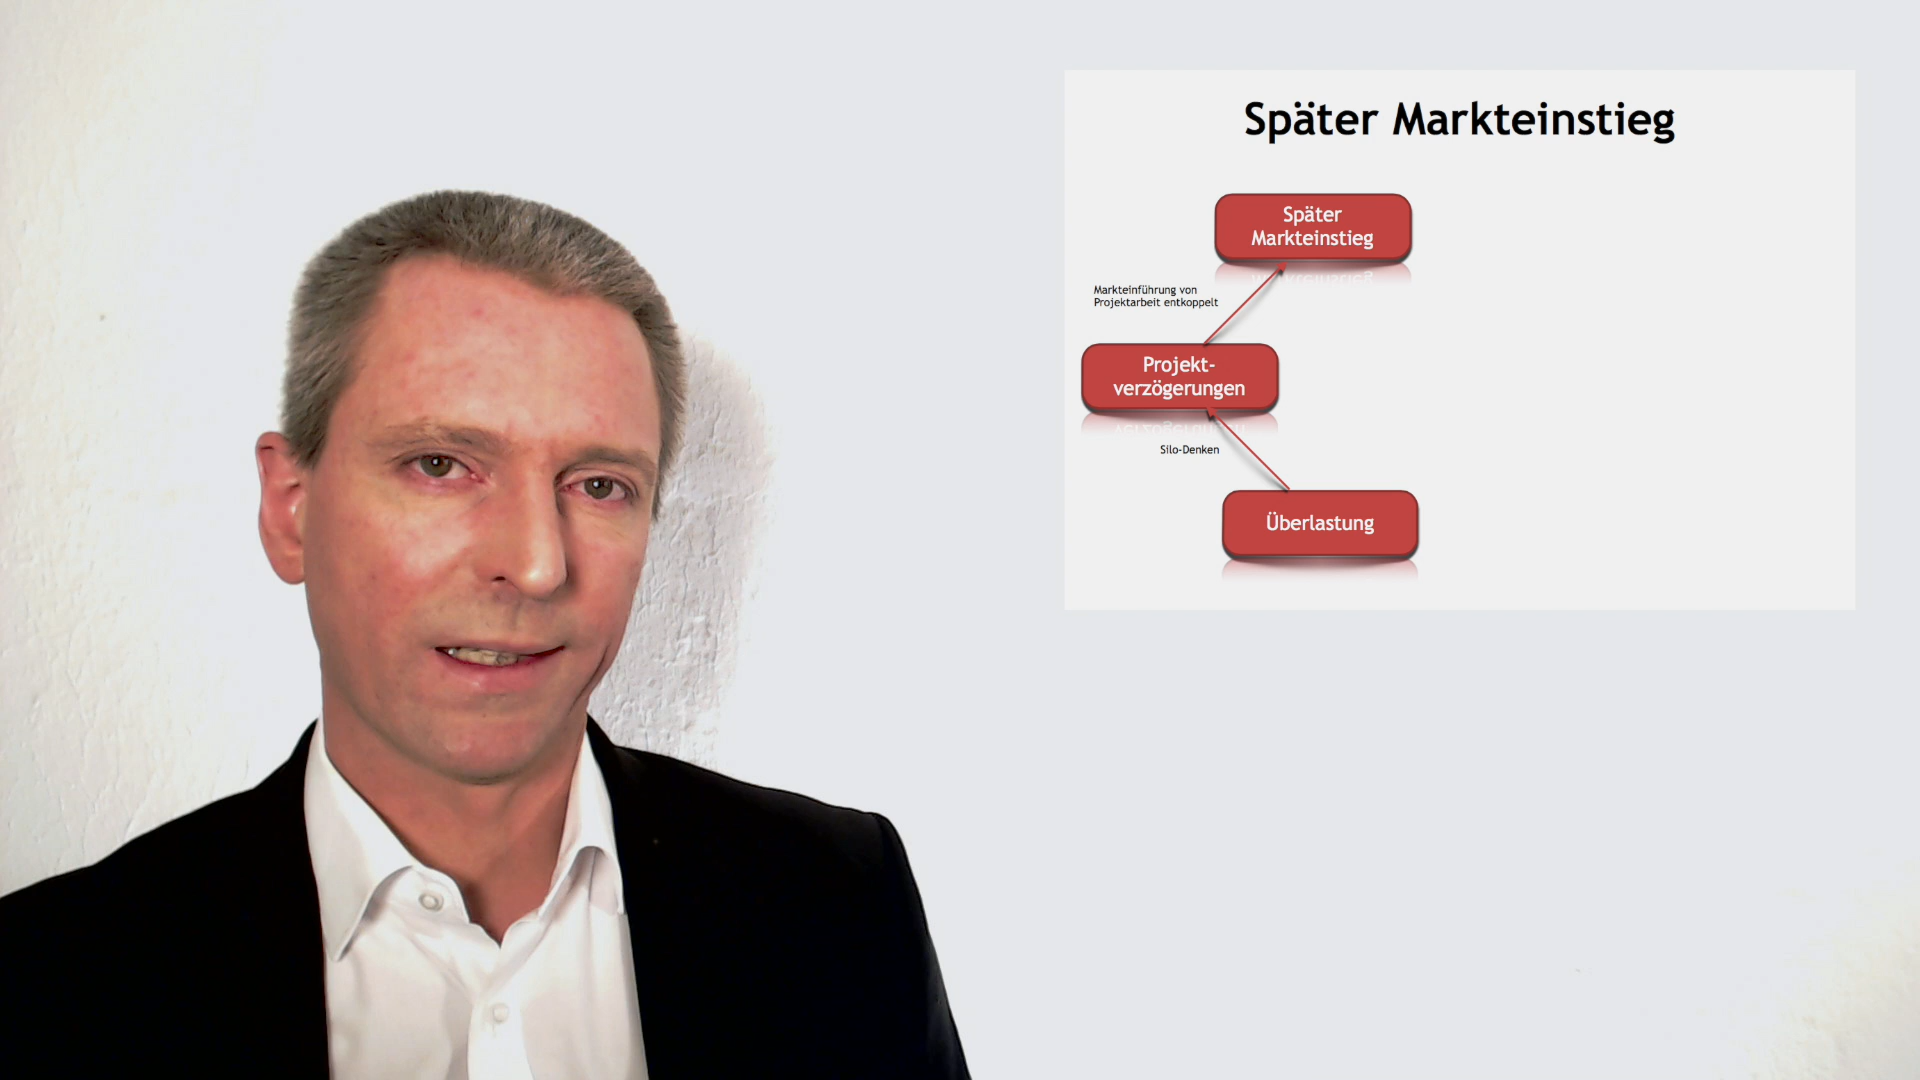 Später Markteinstieg
Später
Markteinstieg
Markteinführung von
Projektarbeit entkoppelt
Projekt-
verzögerungen
Silo-Denken
Überlastung